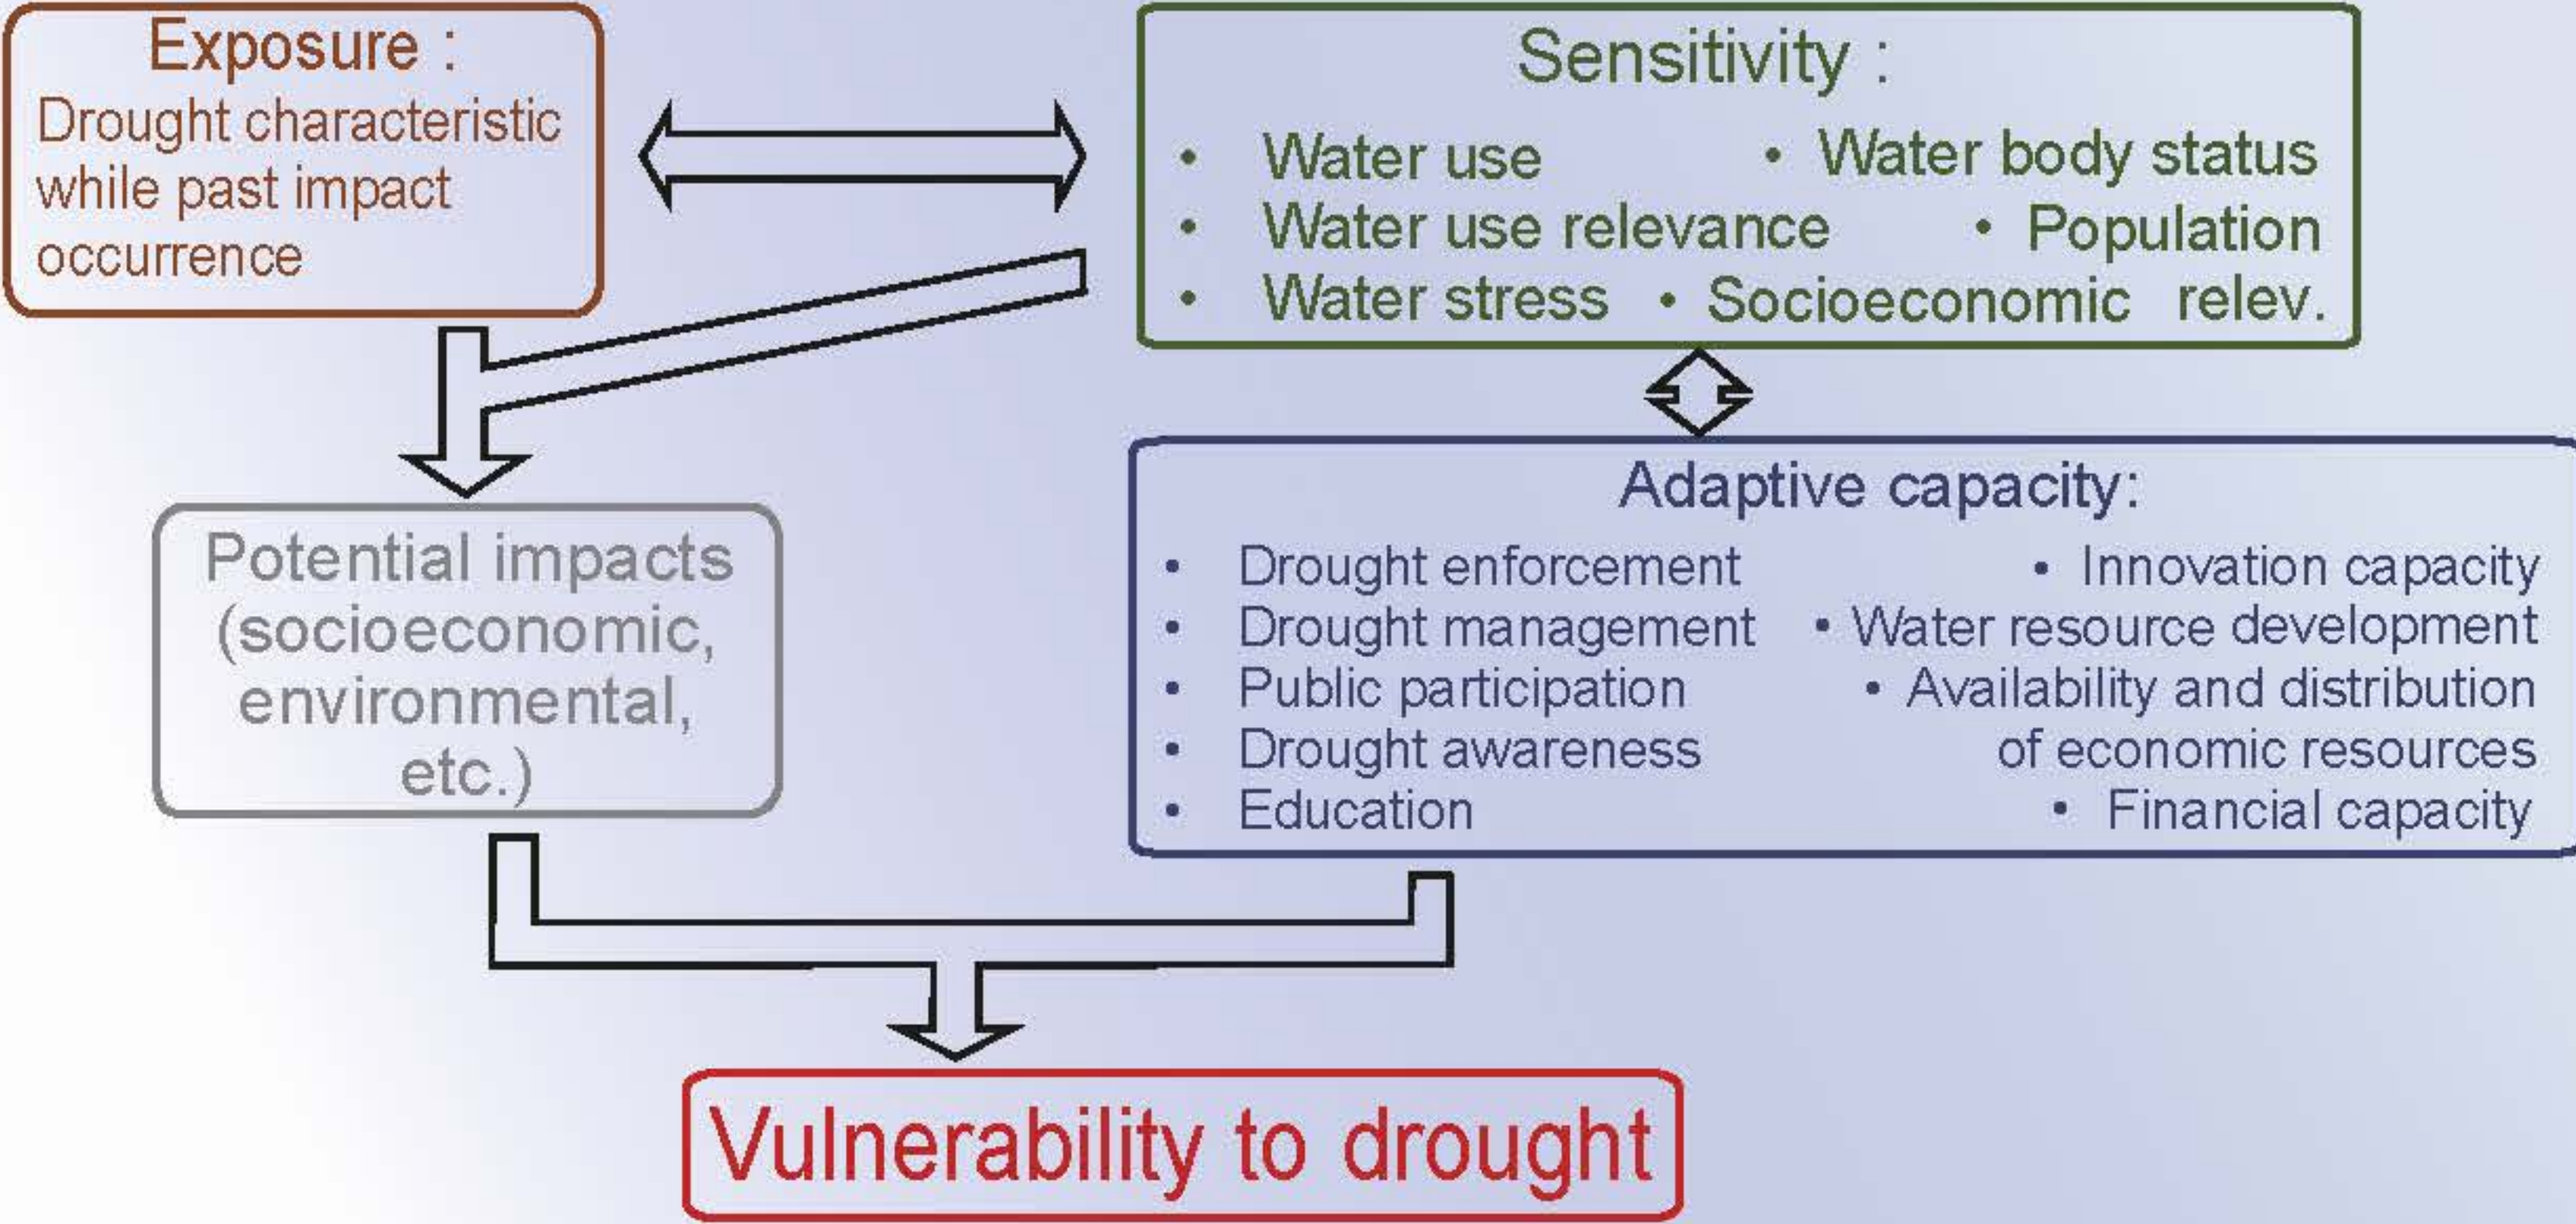 Exposure :
Drought characteristic
while past impact
occurrence
Sensitivity :
• Water use • Water body status
• Water use relevance • Population
• Water stress • Socioeconomic relev.
Potential impacts
(socioeconomic,
environmental,
etc.)
Adaptive capacity:
• Drought enforcement • Innovation capacity
• Drought management • Water resource development
• Public participation • Availability and distribution
• Drought awareness of economic resources
• Education • Financial capacity
Vulnerability to drought